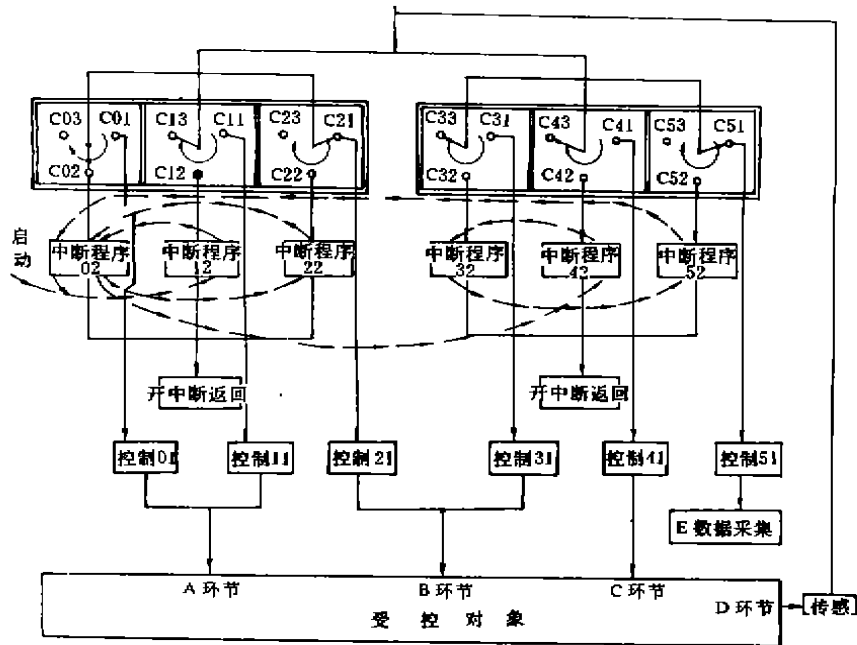 C03 C01 C13 C11 C23 C21 C33 C31 C43 C41 C53 C51
C02 C12 C22 C32 C42 C52
启动
中断程序
02
中断程序
2
中断程序
22
中断程序
32
中断程序
42
中断程序
52
开中断返回
开中断返回
控制01
控制11
控制21
控制31
控制41
控制51
E数据采集
A环节
B环节
C环节
D环节
传感
受控对象